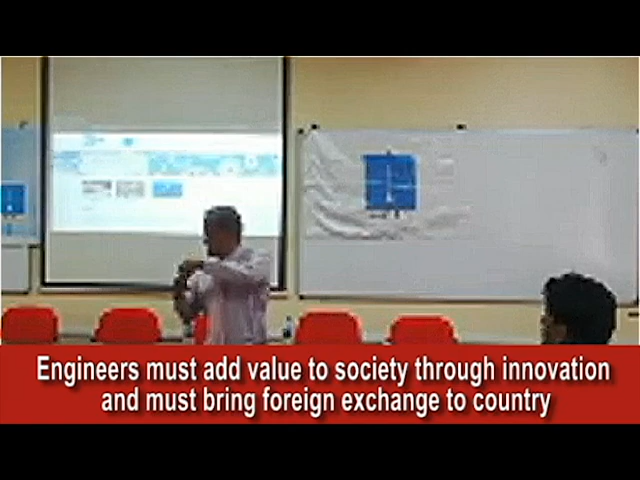 Engineers must add value to society through innovation
and must bring foreign exchange to country